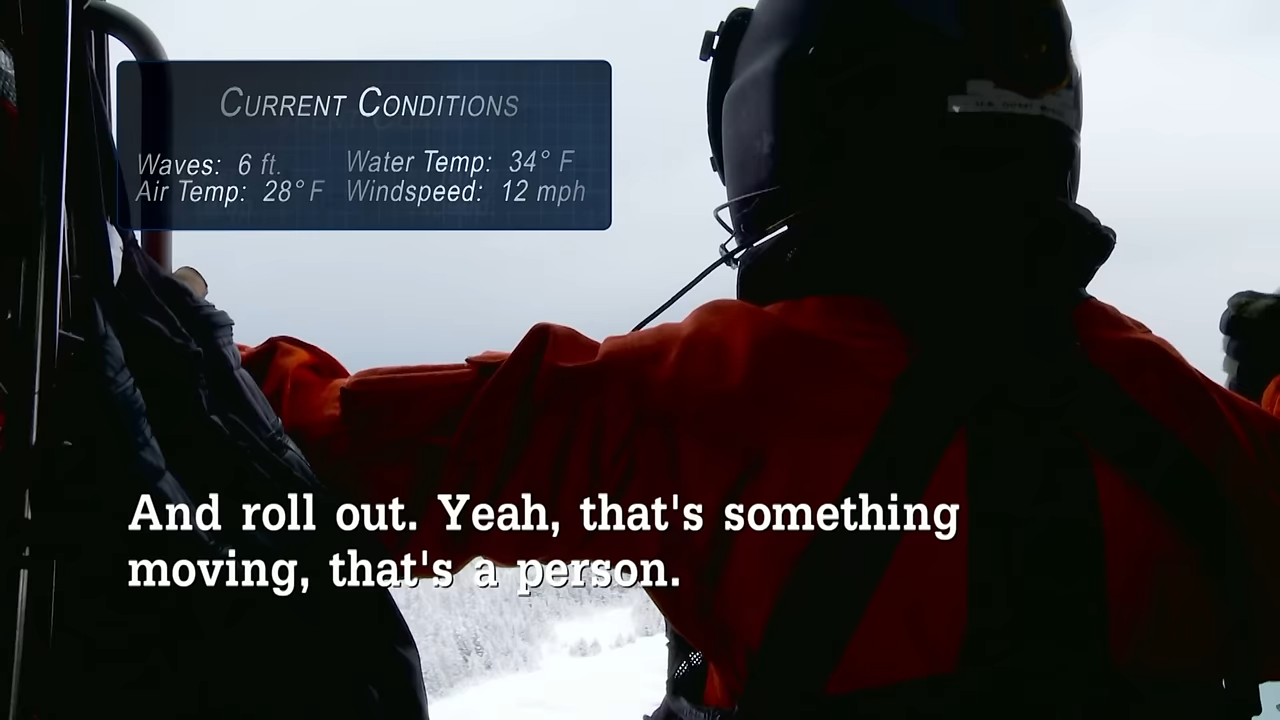 CURRENT CONDITIONS
Waves: 6 ft. Water Temp: 34° F
Air Temp: 28° F Windspeed: 12 mph
And roll out. Yeah, that's something
moving, that's a person.